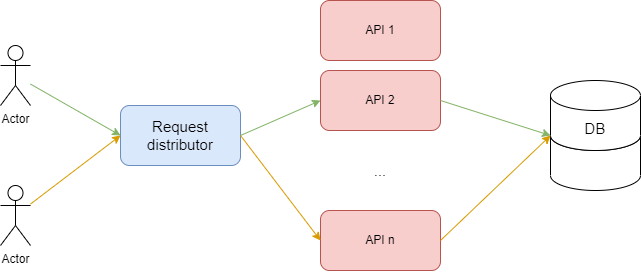 API 1
Actor
Request
distributor
API 2
DB
...
Actor
API n